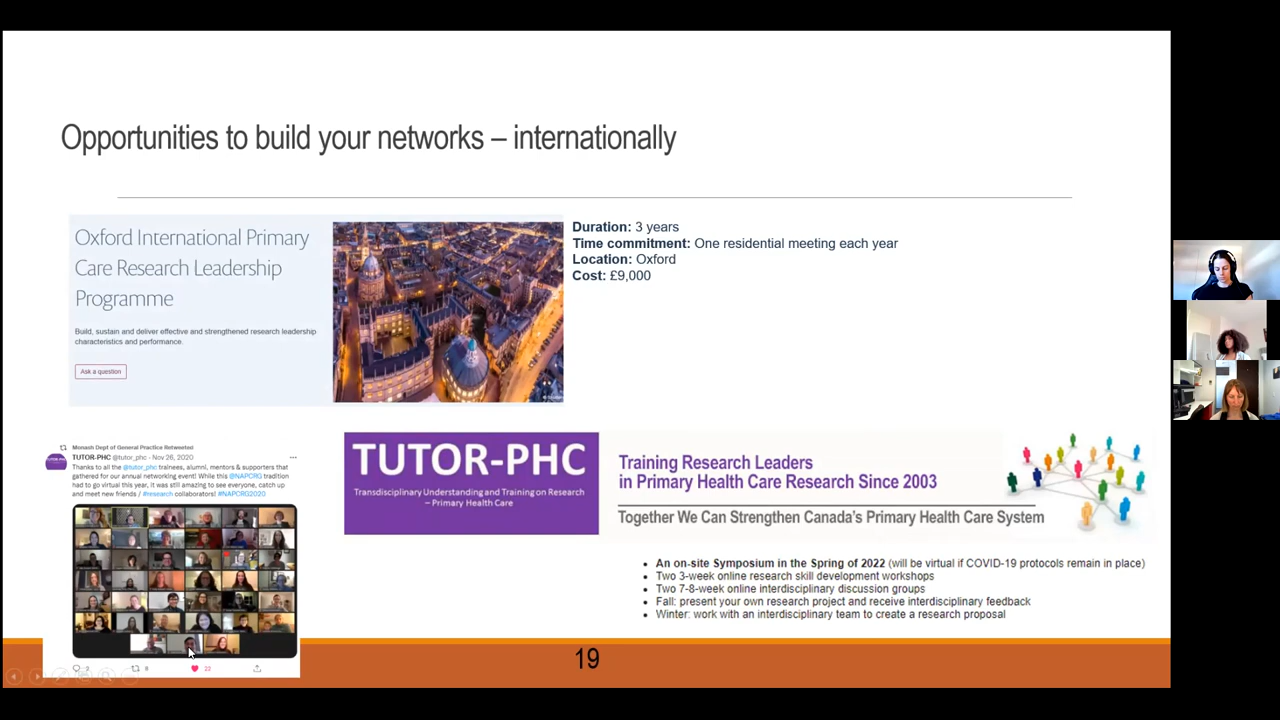 Opportunities to build your networks – internationally
Oxford International Primary
Care Research Leadership
Programme
Build, sustain and deliver effective and strengthened research leadership
characteristics and performance.
Ask a question
Duration: 3 years
Time commitment: One residential meeting each year
Location: Oxford
Cost: £9,000
Monash Dept of General Practice Retweeted
TUTOR-PHC @tutor_phc · Nov 26, 2020
Thanks to all the @tutor_phc trainees, alumni, mentors & supporters that
gathered for our annual networking event! While this @NAPCRG tradition
had to go virtual this year, it was still amazing to see everyone, catch up
and meet new friends / #research collaborators! #NAPCRG2020
2
8
22
TUTOR-PHC
Transdisciplinary Understanding and Training on Research
– Primary Health Care
Training Research Leaders
in Primary Health Care Research Since 2003
Together We Can Strengthen Canada's Primary Health Care System
• An on-site Symposium in the Spring of 2022 (will be virtual if COVID-19 protocols remain in place)
• Two 3-week online research skill development workshops
• Two 7-8-week online interdisciplinary discussion groups
• Fall: present your own research project and receive interdisciplinary feedback
• Winter: work with an interdisciplinary team to create a research proposal
19